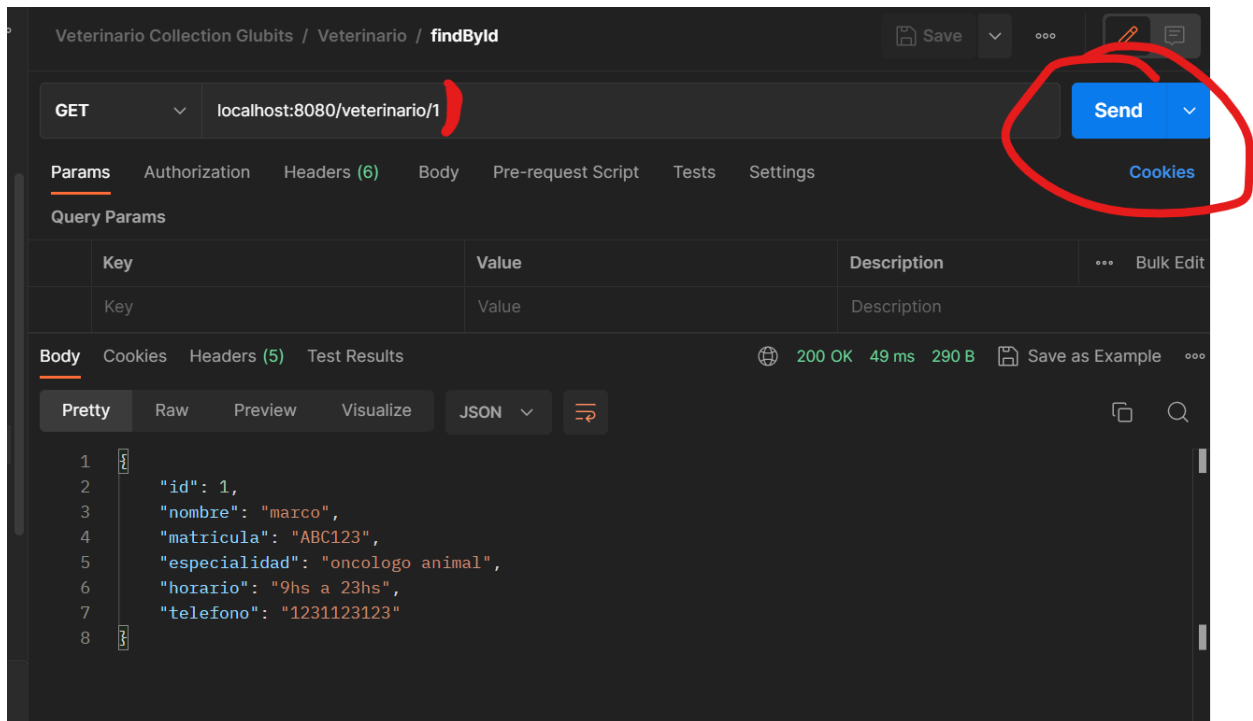 Veterinario Collection Glubits / Veterinario / findById
Save
GET
localhost:8080/veterinario/1
Send
Params Authorization Headers (6) Body Pre-request Script Tests Settings Cookies
Query Params
Key Value Description Bulk Edit
Key Value Description
Body Cookies Headers (5) Test Results 200 OK 49 ms 290 B Save as Example
Pretty Raw Preview Visualize JSON
1 {
2 "id": 1,
3 "nombre": "marco",
4 "matricula": "ABC123",
5 "especialidad": "oncologo animal",
6 "horario": "9hs a 23hs",
7 "telefono": "1231123123"
8 }